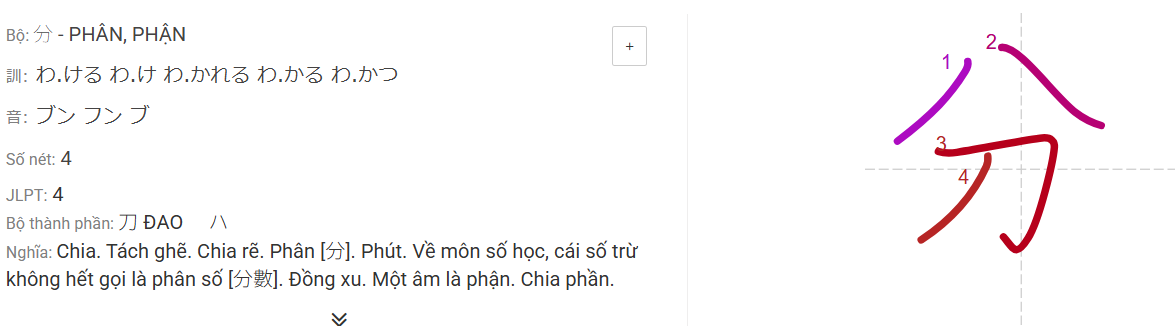 Bộ: 分 - PHÂN, PHẬN
+
訓: わ.ける わ.け わ.かれる わ.かる わ.かつ
音: ブン フン ブ
Số nét: 4
JLPT: 4
Bộ thành phần: 刀 ĐAO ハ
Nghĩa: Chia. Tách ghẽ. Chia rẽ. Phân [分]. Phút. Về môn số học, cái số trừ
không hết gọi là phân số [分數]. Đồng xu. Một âm là phận. Chia phần.
1 2
3
4
分